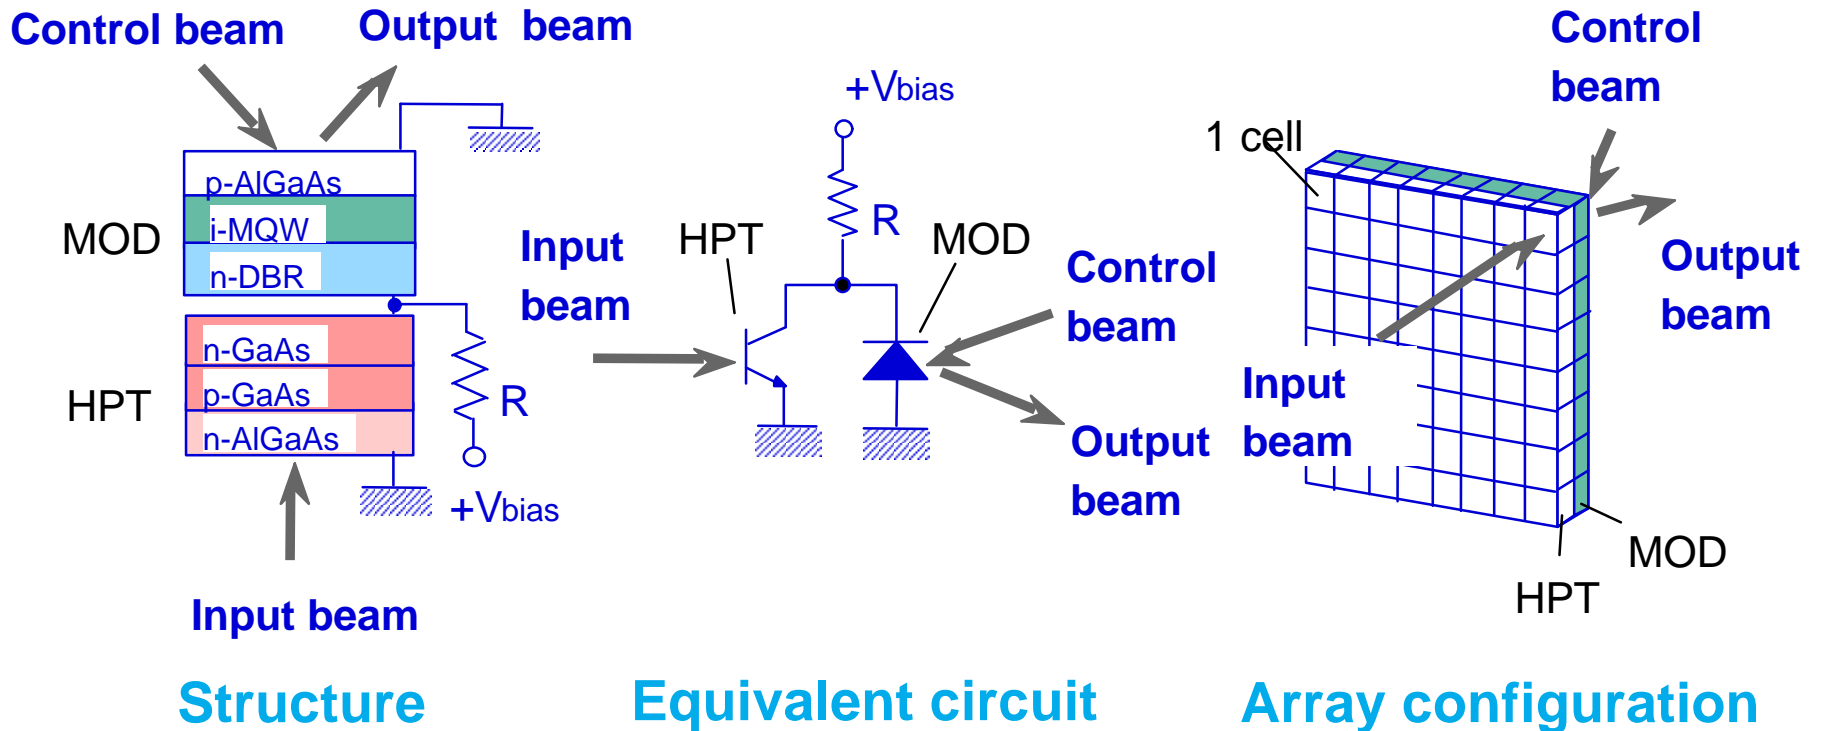 Control beam
Output beam
p-AlGaAs
i-MQW
n-DBR
MOD
n-GaAs
p-GaAs
n-AlGaAs
HPT
R
+Vbias
Input beam
Structure
+Vbias
R
HPT
MOD
Input
beam
Control
beam
Output
beam
Equivalent circuit
Control
beam
1 cell
Output
beam
Input
beam
MOD
HPT
Array configuration